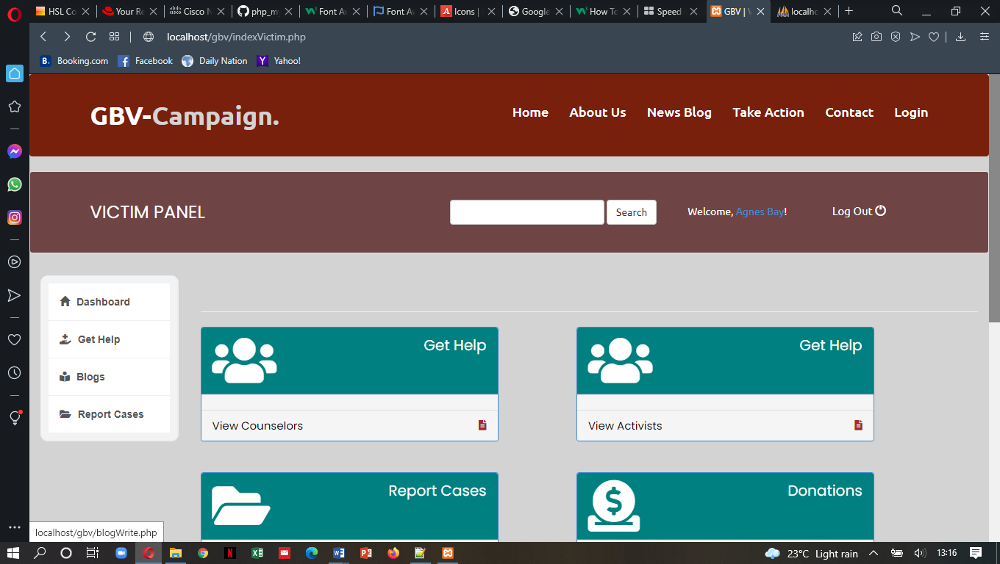 HSL Co
Your Re
Cisco N
php_my
Font Aw
Font Aw
Icons |
Google
How To
Speed
GBV | V
localho
localhost/gbv/indexVictim.php
B. Booking.com
Facebook
Daily Nation
Y Yahoo!
GBV-Campaign.
Home
About Us
News Blog
Take Action
Contact
Login
VICTIM PANEL
Search
Welcome, Agnes Bay!
Log Out
Dashboard
Get Help
Blogs
Report Cases
Get Help
View Counselors
Get Help
View Activists
Report Cases
Donations
localhost/gbv/blogWrite.php
23°C Light rain
13:16